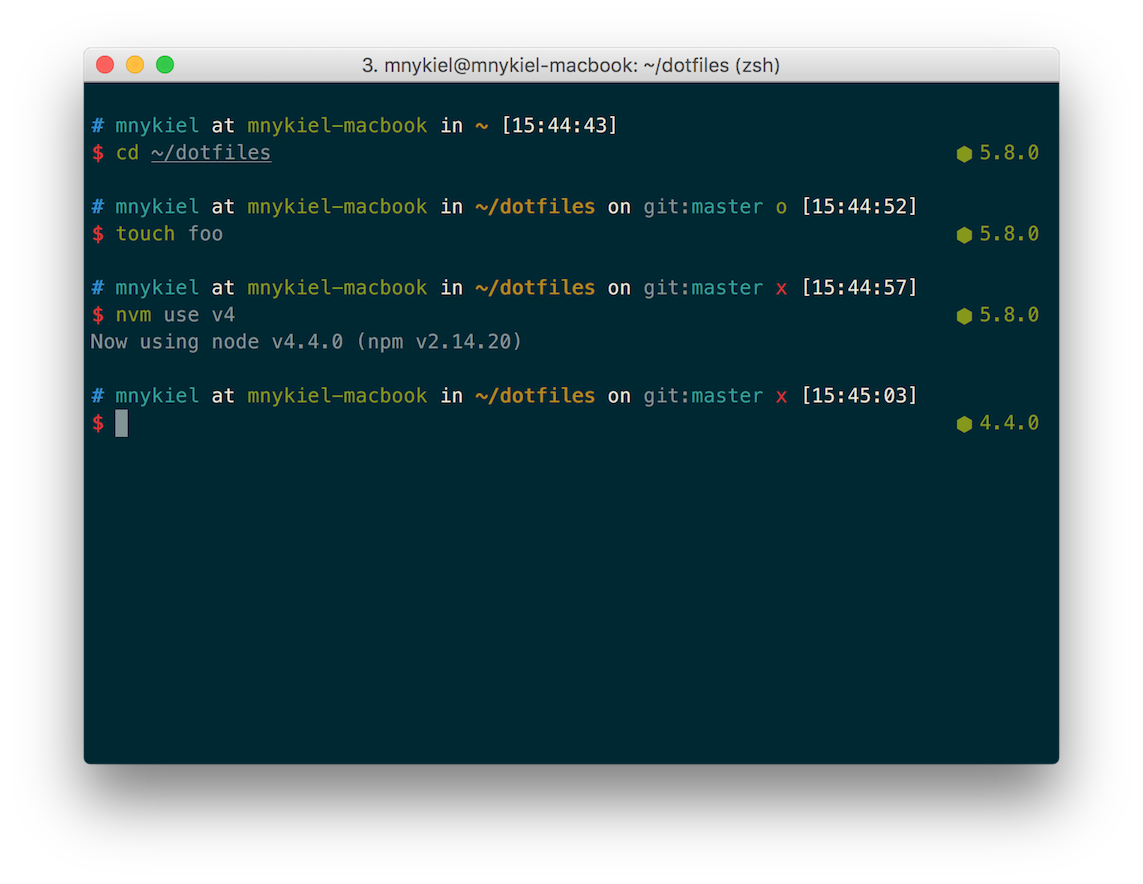 3. mnykiel@mnykiel-macbook: ~/dotfiles (zsh)
# mnykiel at mnykiel-macbook in ~ [15:44:43]
$ cd ~/dotfiles ⬢ 5.8.0
# mnykiel at mnykiel-macbook in ~/dotfiles on git:master o [15:44:52]
$ touch foo ⬢ 5.8.0
# mnykiel at mnykiel-macbook in ~/dotfiles on git:master x [15:44:57]
$ nvm use v4 ⬢ 5.8.0
Now using node v4.4.0 (npm v2.14.20)
# mnykiel at mnykiel-macbook in ~/dotfiles on git:master x [15:45:03]
$ ⬢ 4.4.0